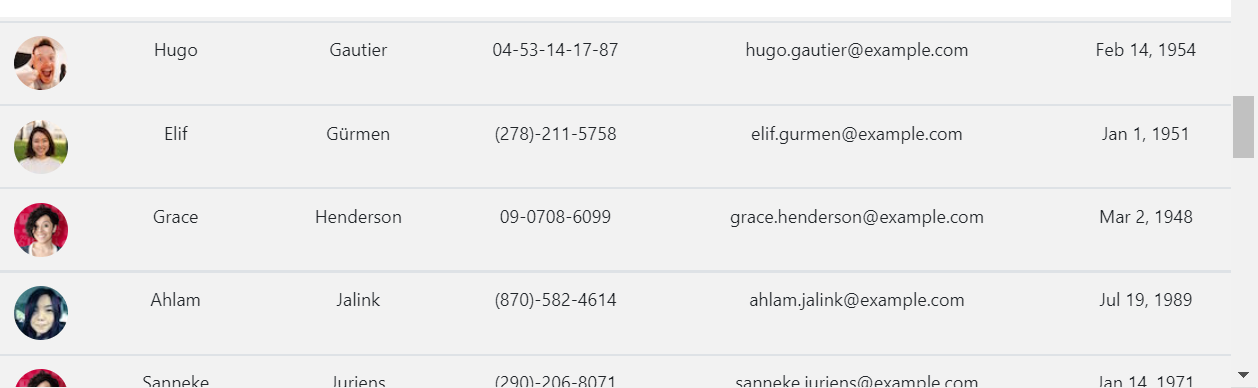 Hugo Gautier 04-53-14-17-87 hugo.gautier@example.com Feb 14, 1954
Elif Gürmen (278)-211-5758 elif.gurmen@example.com Jan 1, 1951
Grace Henderson 09-0708-6099 grace.henderson@example.com Mar 2, 1948
Ahlam Jalink (870)-582-4614 ahlam.jalink@example.com Jul 19, 1989
Sanneke Juriens (290)-206-8071 sanneke.juriens@example.com Jan 14, 1971